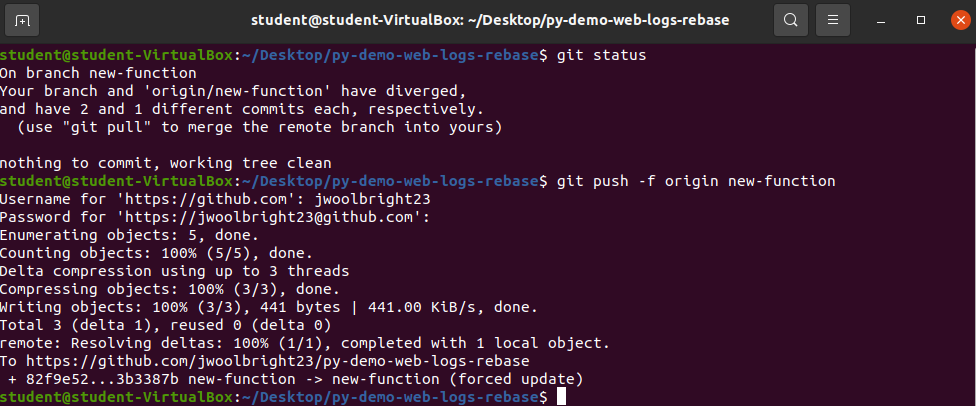 student@student-VirtualBox: ~/Desktop/py-demo-web-logs-rebase
student@student-VirtualBox:~/Desktop/py-demo-web-logs-rebase$ git status
On branch new-function
Your branch and 'origin/new-function' have diverged,
and have 2 and 1 different commits each, respectively.
  (use "git pull" to merge the remote branch into yours)

nothing to commit, working tree clean
student@student-VirtualBox:~/Desktop/py-demo-web-logs-rebase$ git push -f origin new-function
Username for 'https://github.com': jwoolbright23
Password for 'https://jwoolbright23@github.com':
Enumerating objects: 5, done.
Counting objects: 100% (5/5), done.
Delta compression using up to 3 threads
Compressing objects: 100% (3/3), done.
Writing objects: 100% (3/3), 441 bytes | 441.00 KiB/s, done.
Total 3 (delta 1), reused 0 (delta 0)
remote: Resolving deltas: 100% (1/1), completed with 1 local object.
To https://github.com/jwoolbright23/py-demo-web-logs-rebase
 + 82f9e52...3b3387b new-function -> new-function (forced update)
student@student-VirtualBox:~/Desktop/py-demo-web-logs-rebase$